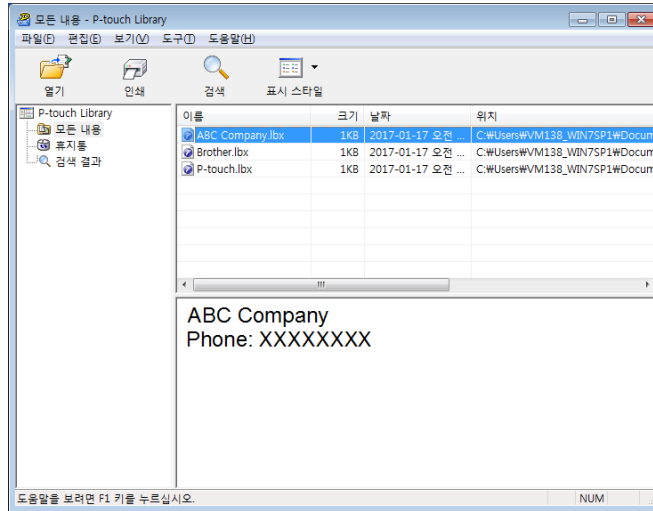 모든 내용 - P-touch Library
파일(F) 편집(E) 보기(V) 도구(T) 도움말(H)
열기 인쇄 검색 표시 스타일
P-touch Library
모든 내용
휴지통
검색 결과
이름 크기 날짜 위치
ABC Company.lbx 1KB 2017-01-17 오전 ... C:₩Users₩VM138_WIN7SP1₩Docum
Brother.lbx 1KB 2017-01-17 오전 ... C:₩Users₩VM138_WIN7SP1₩Docum
P-touch.lbx 1KB 2017-01-17 오전 ... C:₩Users₩VM138_WIN7SP1₩Docum
ABC Company
Phone: XXXXXXXX
도움말을 보려면 F1 키를 누르십시오.
NUM